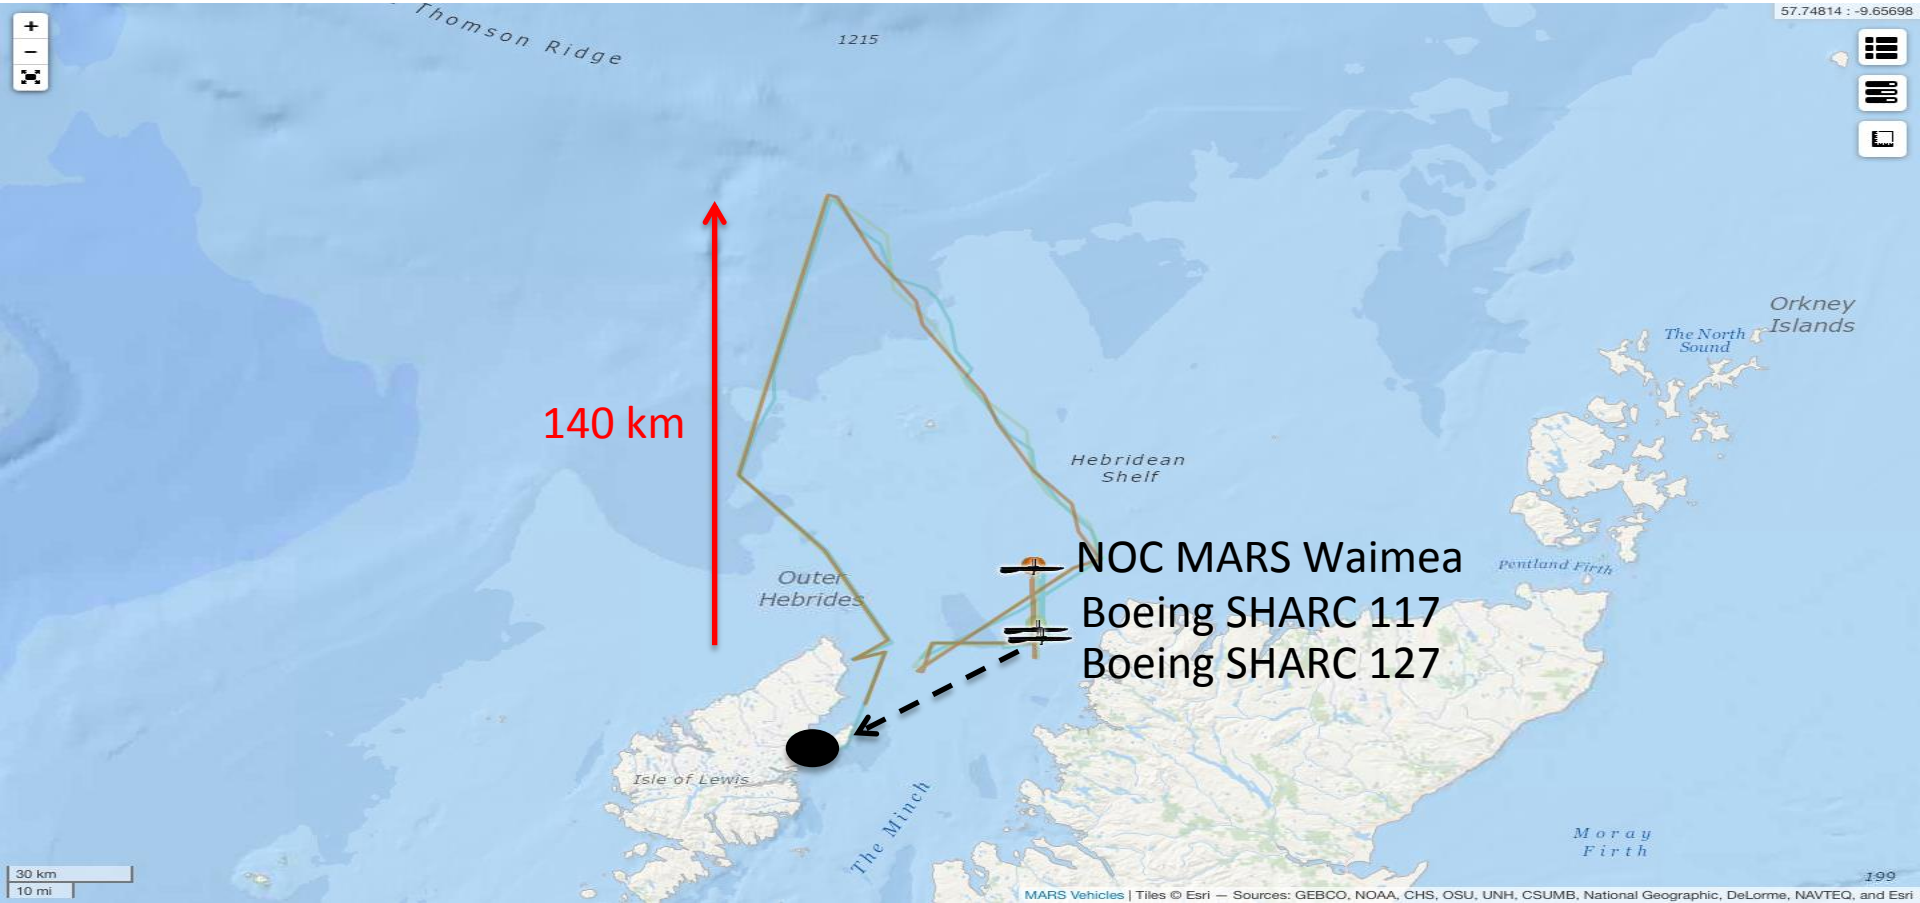 Thomson Ridge
1215
57.74814 : -9.65698
+
−
Orkney
Islands
The North
Sound
140 km
Hebridean
Shelf
NOC MARS Waimea
Pentland Firth
Outer
Hebrides
Boeing SHARC 117
Boeing SHARC 127
Isle of Lewis
The Minch
Moray
Firth
30 km
10 mi
199
MARS Vehicles | Tiles © Esri — Sources: GEBCO, NOAA, CHS, OSU, UNH, CSUMB, National Geographic, DeLorme, NAVTEQ, and Esri